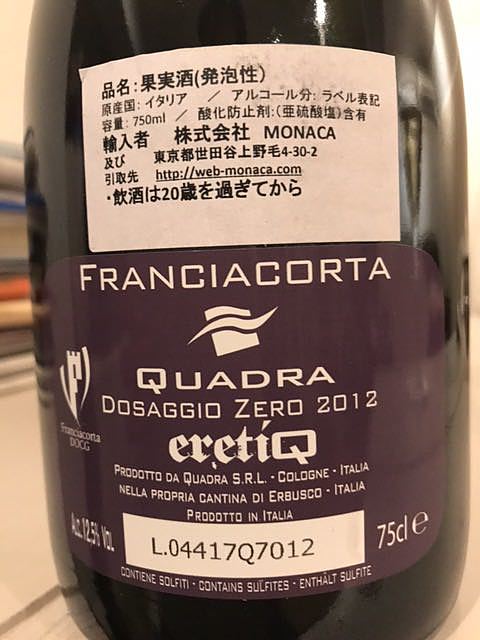 品名:果実酒(発泡性)
原産国:イタリア ／ アルコール分:ラベル表記
容量:750ml ／ 酸化防止剤:(亜硫酸塩)含有
輸入者 株式会社 MONACA
及び 東京都世田谷上野毛4-30-2
引取先 http://web-monaca.com
・飲酒は20歳を過ぎてから
FRANCIACORTA
QUADRA
DOSAGGIO ZERO 2012
eretiQ
Franciacorta
DOCG
PRODOTTO DA QUADRA S.R.L. - COLOGNE - ITALIA
NELLA PROPRIA CANTINA DI ERBUSCO - ITALIA
PRODOTTO IN ITALIA
ALC. 12.5% VOL
L.04417Q7012
75cl e
CONTIENE SOLFITI - CONTAINS SULFITES - ENTHÄLT SULFITE